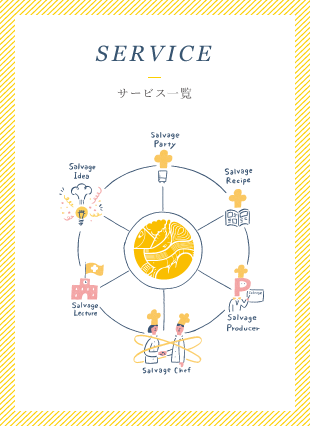 SERVICE
サービス一覧
Salvage
Party
Salvage
Idea
Salvage
Recipe
Salvage
Lecture
P
Salvage
Producer
Salvage Chef